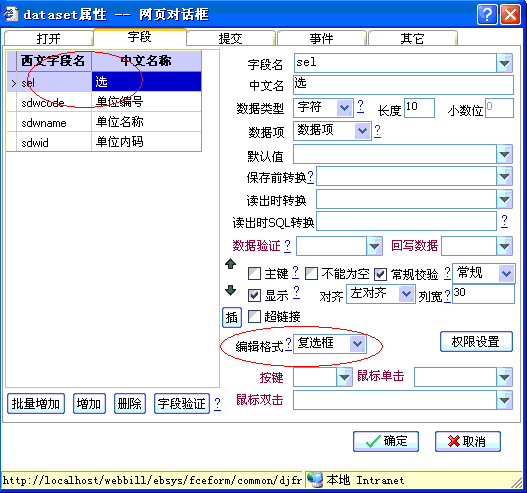 dataset属性 -- 网页对话框
打开 字段 提交 事件 其它
西文字段名 中文名称
> sel 选
sdwcode 单位编号
sdwname 单位名称
sdwid 单位内码
批量增加 增加 删除 字段验证 ?
字段名 sel
中文名 选
数据类型 字符 ? 长度 10 小数位 0
数据项 数据项 ?
默认值
保存前转换 ?
读出时转换
读出时SQL转换 ?
数据验证 ? 回写数据
主键 ? 不能为空 常规校验 ? 常规
显示 ? 对齐 左对齐 列宽 ? 30
插 超链接
编辑格式 ? 复选框 权限设置
按键 鼠标单击
鼠标双击
确定 取消
http://localhost/webbill/ebsys/fceform/common/djfr 本地 Intranet